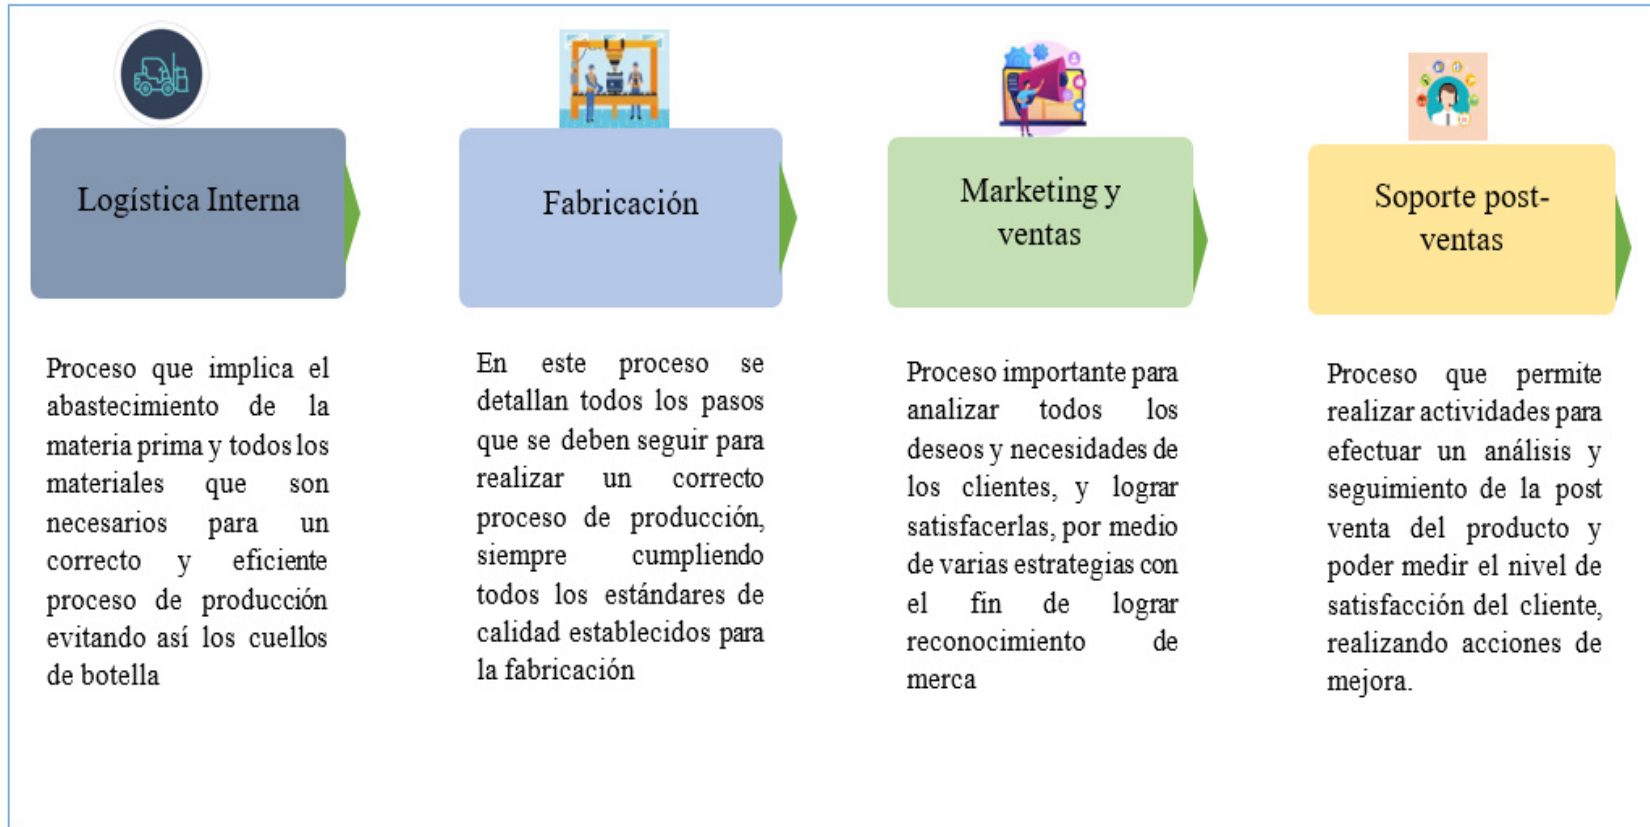 Logística Interna
Proceso que implica el
abastecimiento de la
materia prima y todos los
materiales que son
necesarios para un
correcto y eficiente
proceso de producción
evitando así los cuellos
de botella
Fabricación
En este proceso se
detallan todos los pasos
que se deben seguir para
realizar un correcto
proceso de producción,
siempre cumpliendo
todos los estándares de
calidad establecidos para
la fabricación
Marketing y
ventas
Proceso importante para
analizar todos los
deseos y necesidades de
los clientes, y lograr
satisfacerlas, por medio
de varias estrategias con
el fin de lograr
reconocimiento de
merca
Soporte post-
ventas
Proceso que permite
realizar actividades para
efectuar un análisis y
seguimiento de la post
venta del producto y
poder medir el nivel de
satisfacción del cliente,
realizando acciones de
mejora.